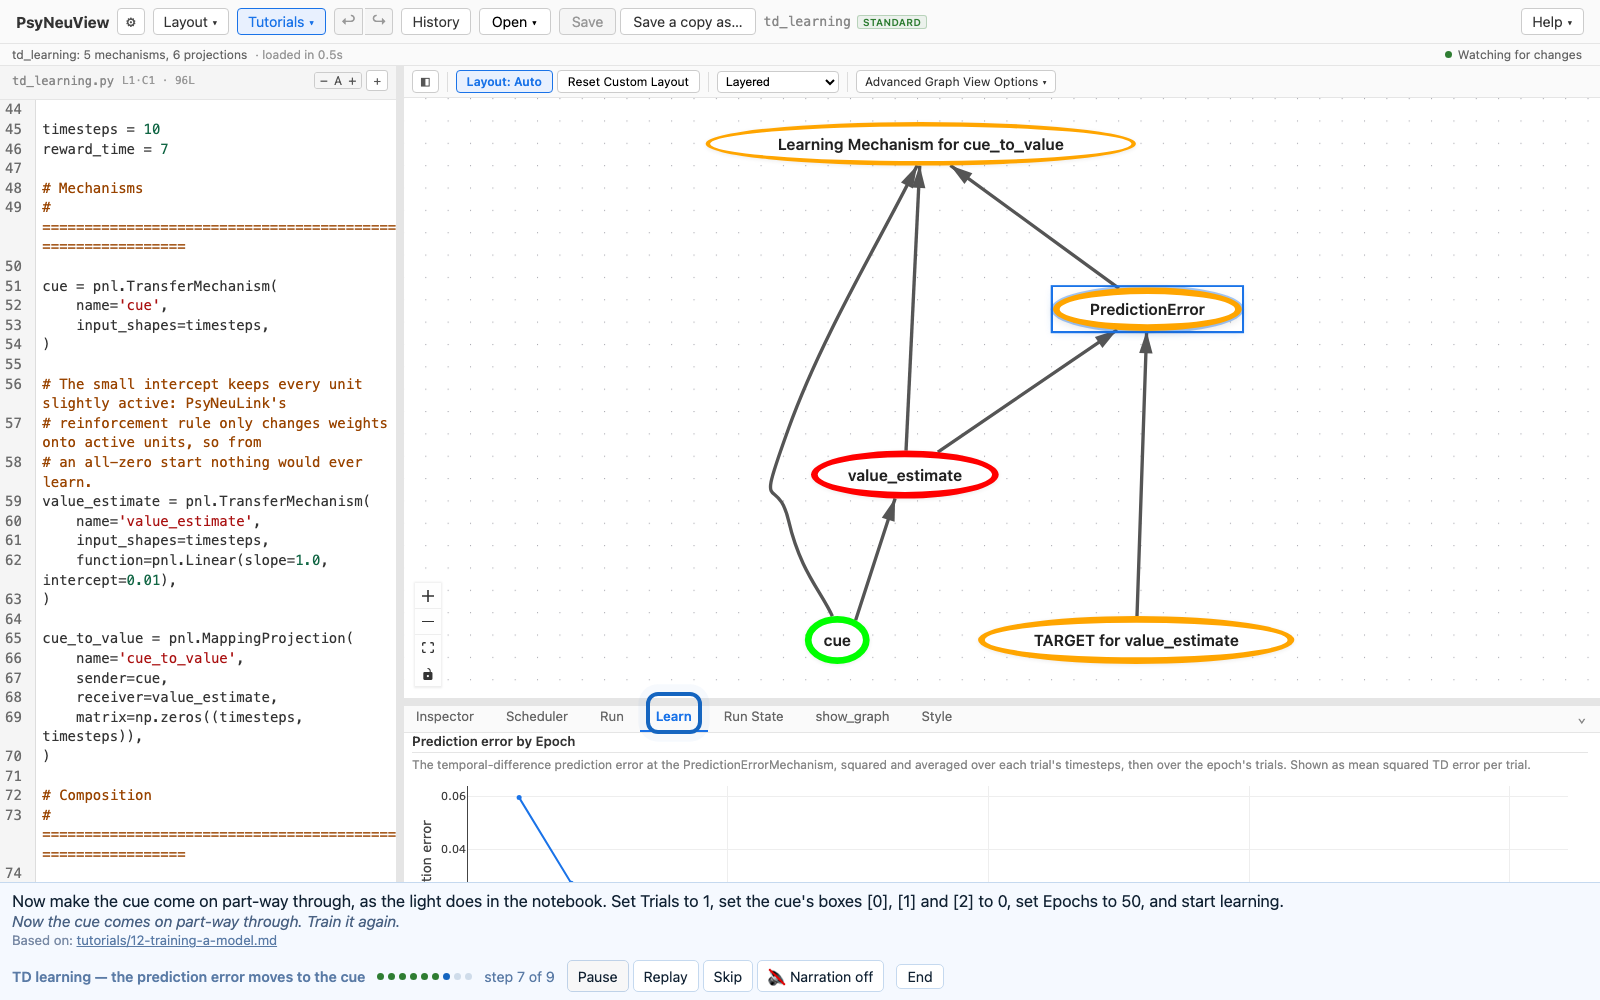 PsyNeuView ⚙ Layout ▾ Tutorials ▾ ↩ ↪ History Open ▾ Save Save a copy as... td_learning STANDARD Help ▾
td_learning: 5 mechanisms, 6 projections · loaded in 0.5s Watching for changes
td_learning.py L1:C1 · 96L − A + +
Layout: Auto Reset Custom Layout Layered Advanced Graph View Options ▾
44
45 timesteps = 10
46 reward_time = 7
47
48 # Mechanisms
49 #
=========================================
=================
50
51 cue = pnl.TransferMechanism(
52     name='cue',
53     input_shapes=timesteps,
54 )
55
56 # The small intercept keeps every unit
slightly active: PsyNeuLink's
57 # reinforcement rule only changes weights
onto active units, so from
58 # an all-zero start nothing would ever
learn.
59 value_estimate = pnl.TransferMechanism(
60     name='value_estimate',
61     input_shapes=timesteps,
62     function=pnl.Linear(slope=1.0,
intercept=0.01),
63 )
64
65 cue_to_value = pnl.MappingProjection(
66     name='cue_to_value',
67     sender=cue,
68     receiver=value_estimate,
69     matrix=np.zeros((timesteps,
timesteps)),
70 )
71
72 # Composition
73 #
=========================================
=================
74
Learning Mechanism for cue_to_value
PredictionError
value_estimate
cue
TARGET for value_estimate
Inspector Scheduler Run Learn Run State show_graph Style
Prediction error by Epoch
The temporal-difference prediction error at the PredictionErrorMechanism, squared and averaged over each trial's timesteps, then over the epoch's trials. Shown as mean squared TD error per trial.
0.06
0.04
tion error
Now make the cue come on part-way through, as the light does in the notebook. Set Trials to 1, set the cue's boxes [0], [1] and [2] to 0, set Epochs to 50, and start learning.
Now the cue comes on part-way through. Train it again.
Based on: tutorials/12-training-a-model.md
TD learning — the prediction error moves to the cue step 7 of 9 Pause Replay Skip Narration off End